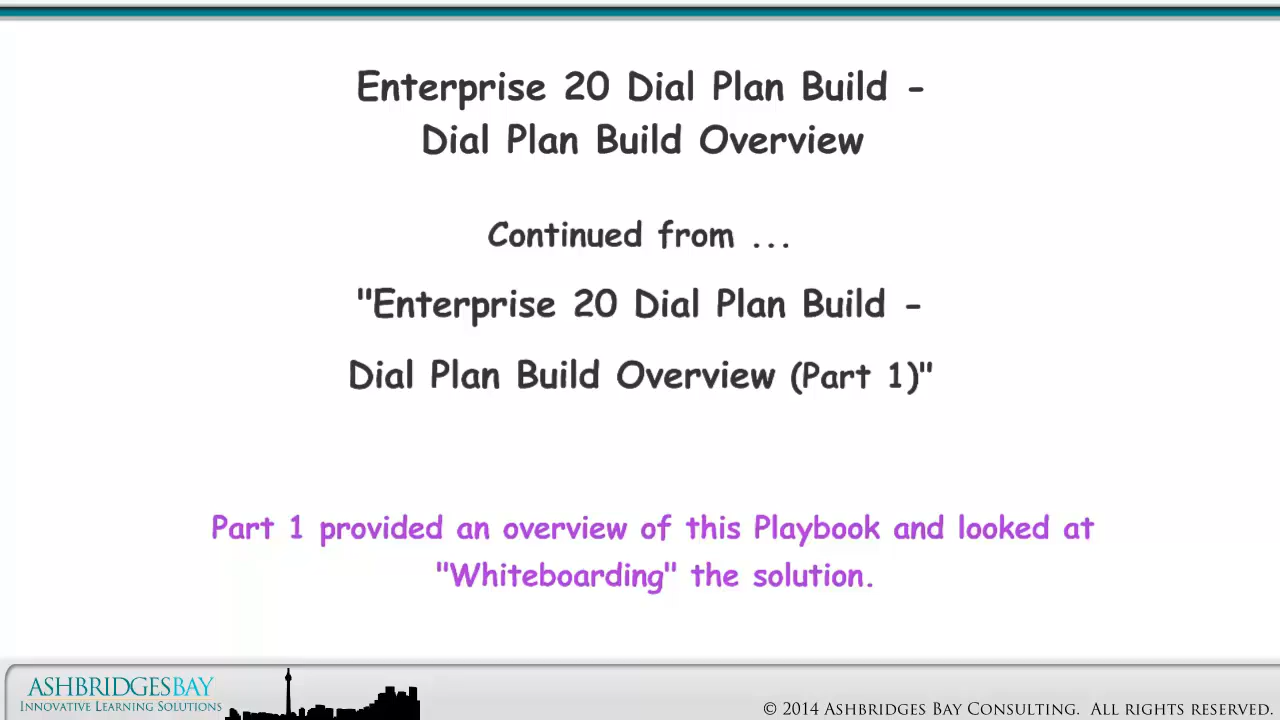 Enterprise 20 Dial Plan Build -
Dial Plan Build Overview
Continued from ...
"Enterprise 20 Dial Plan Build -
Dial Plan Build Overview (Part 1)"
Part 1 provided an overview of this Playbook and looked at
"Whiteboarding" the solution.
ASHBRIDGESBAY
INNOVATIVE LEARNING SOLUTIONS
© 2014 ASHBRIDGES BAY CONSULTING. ALL RIGHTS RESERVED.